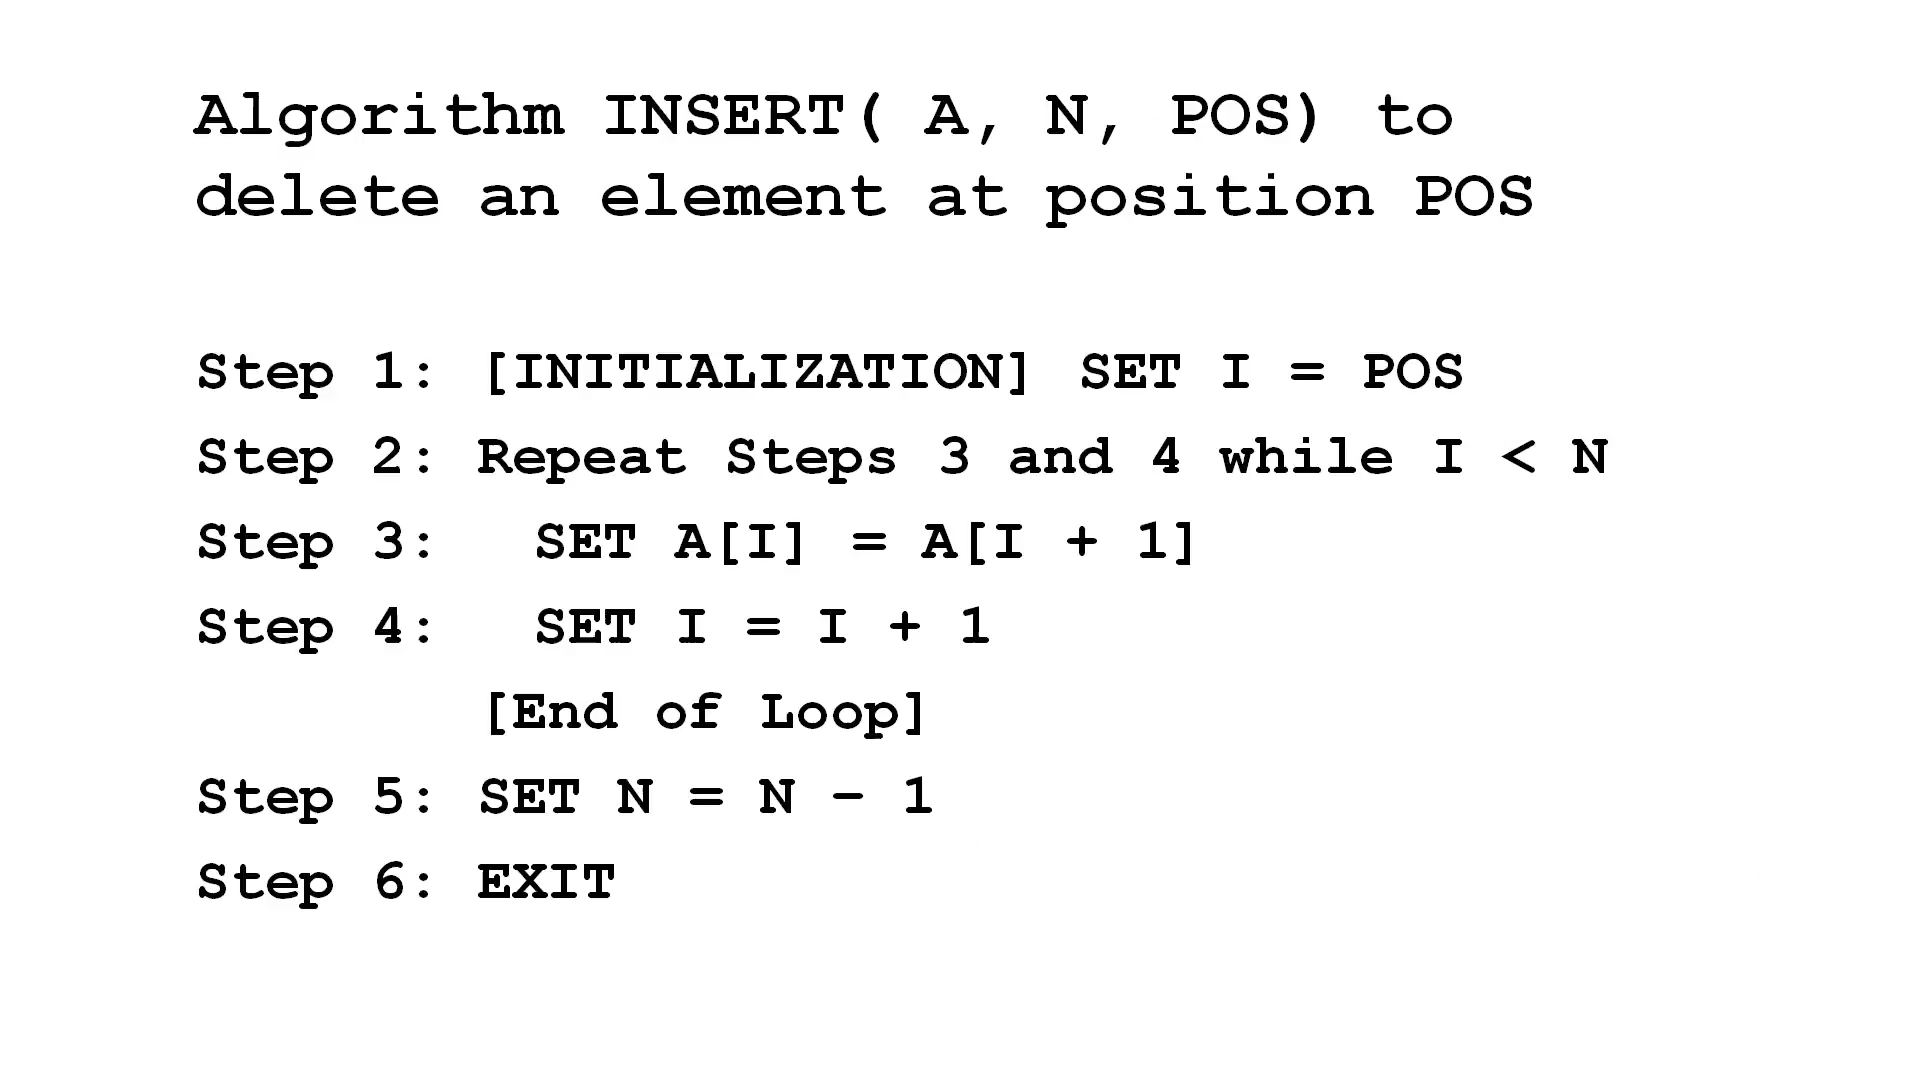 Algorithm INSERT( A, N, POS) to
delete an element at position POS
Step 1: [INITIALIZATION] SET I = POS
Step 2: Repeat Steps 3 and 4 while I < N
Step 3: SET A[I] = A[I + 1]
Step 4: SET I = I + 1
[End of Loop]
Step 5: SET N = N – 1
Step 6: EXIT